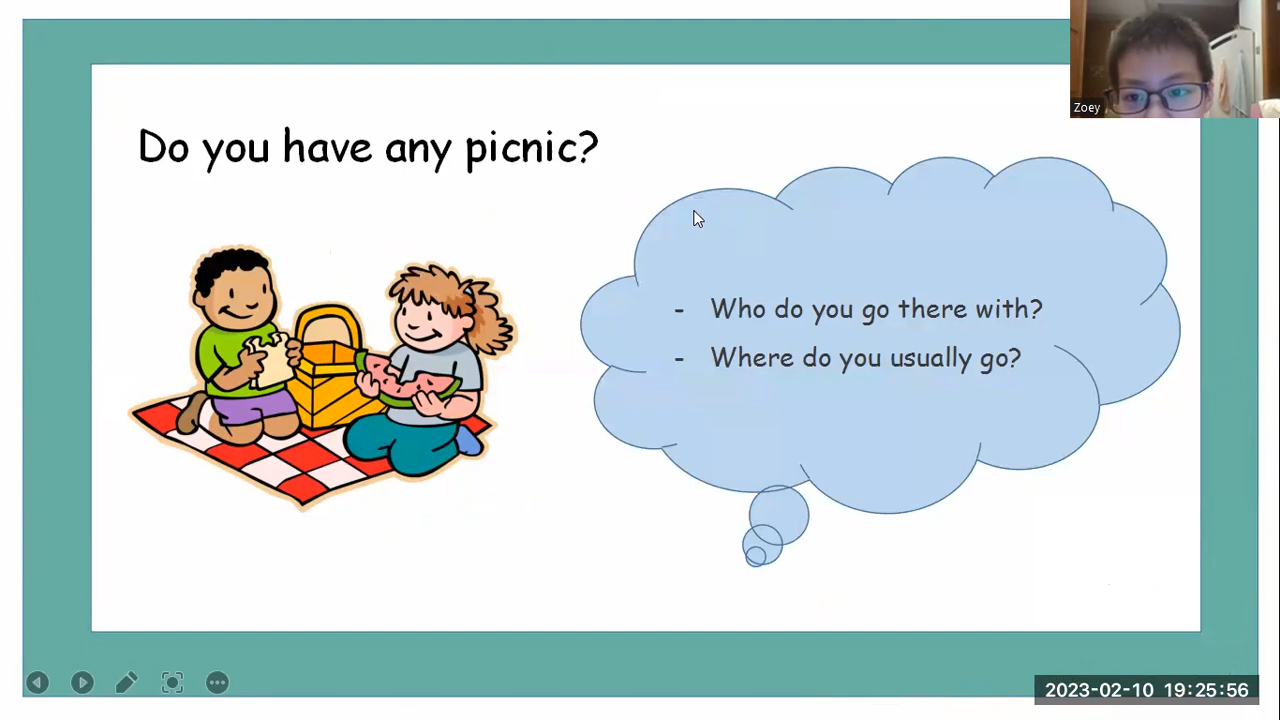 Zoey
Do you have any picnic?
- Who do you go there with?
- Where do you usually go?
2023-02-10 19:25:56